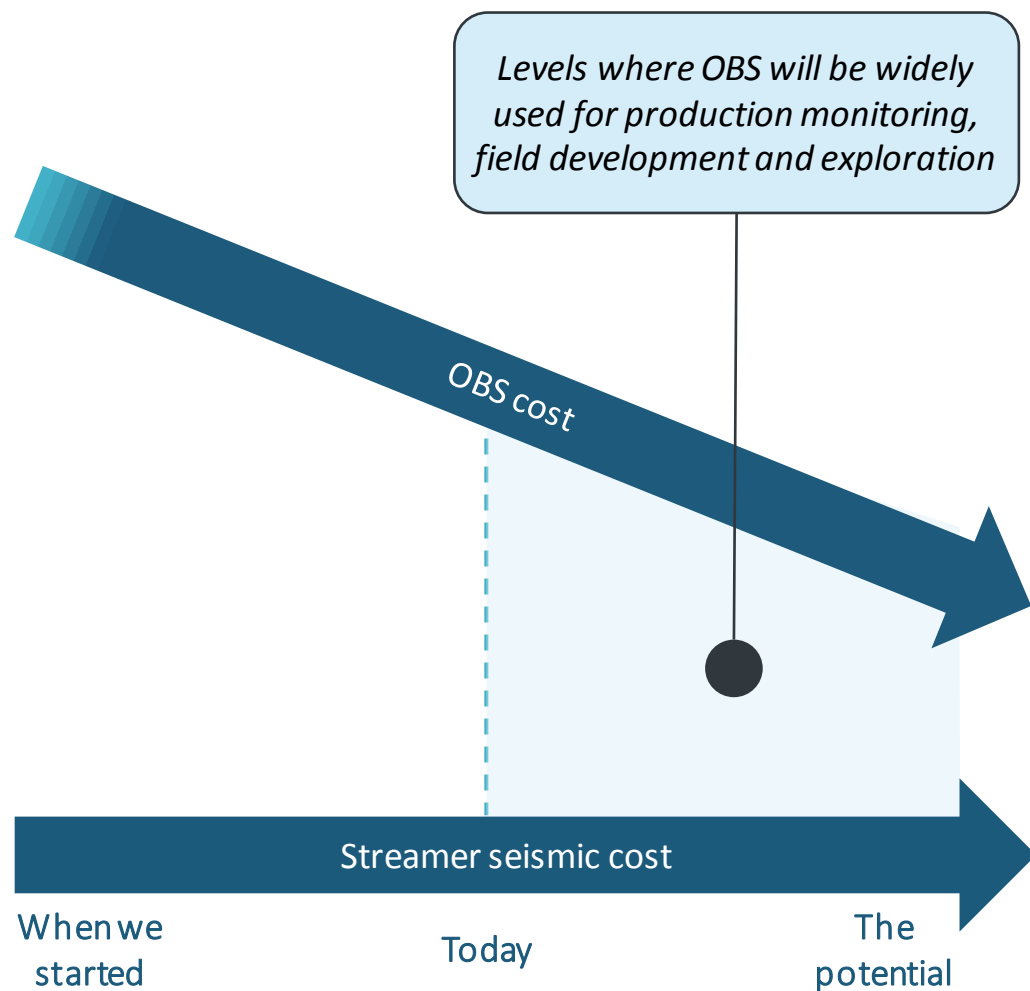 Levels where OBS will be widely
used for production monitoring,
field development and exploration
OBS cost
Streamer seismic cost
When we
started
Today
The
potential